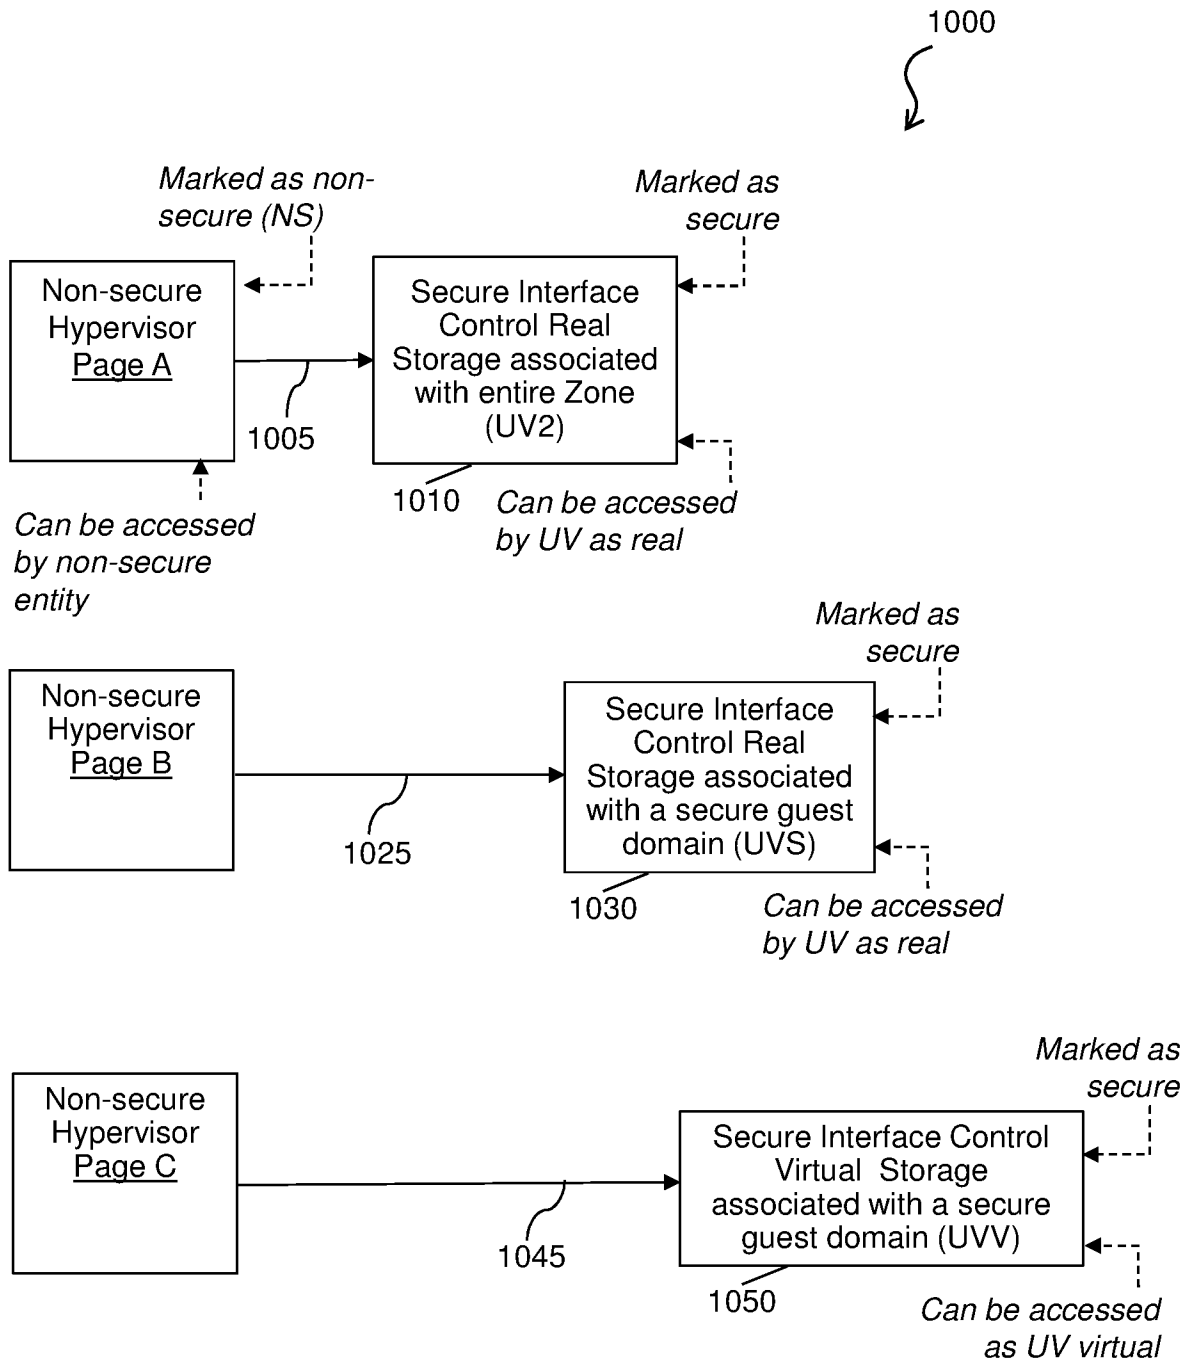 1000
Marked as non-
secure (NS)
Marked as
secure
Non-secure
Hypervisor
Page A
Secure Interface
Control Real
Storage associated
with entire Zone
(UV2)
1005
1010
Can be accessed
by UV as real
Can be accessed
by non-secure
entity
Marked as
secure
Non-secure
Hypervisor
Page B
Secure Interface
Control Real
Storage associated
with a secure guest
domain (UVS)
1025
1030
Can be accessed
by UV as real
Marked as
secure
Non-secure
Hypervisor
Page C
Secure Interface Control
Virtual  Storage
associated with a secure
guest domain (UVV)
1045
1050
Can be accessed
as UV virtual